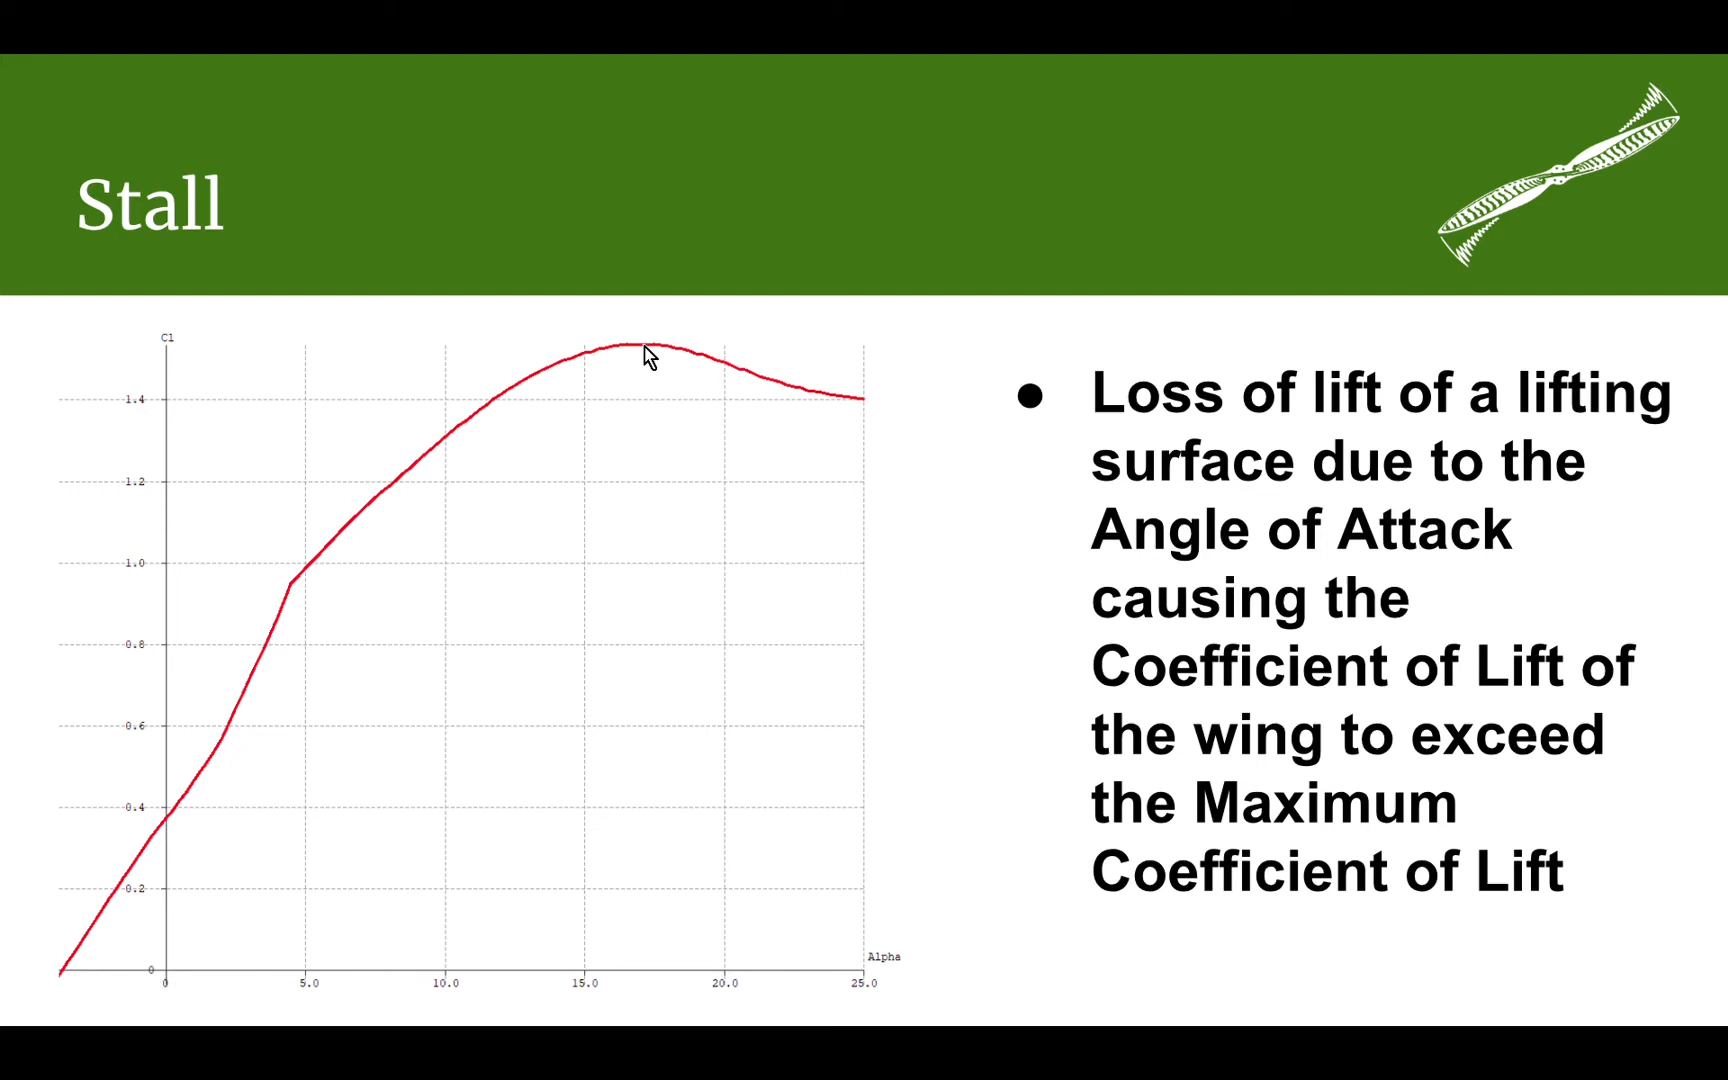 Stall
Cl
1.4
1.2
1.0
0.8
0.6
0.4
0.2
0
Alpha
0 5.0 10.0 15.0 20.0 25.0
● Loss of lift of a lifting
surface due to the
Angle of Attack
causing the
Coefficient of Lift of
the wing to exceed
the Maximum
Coefficient of Lift